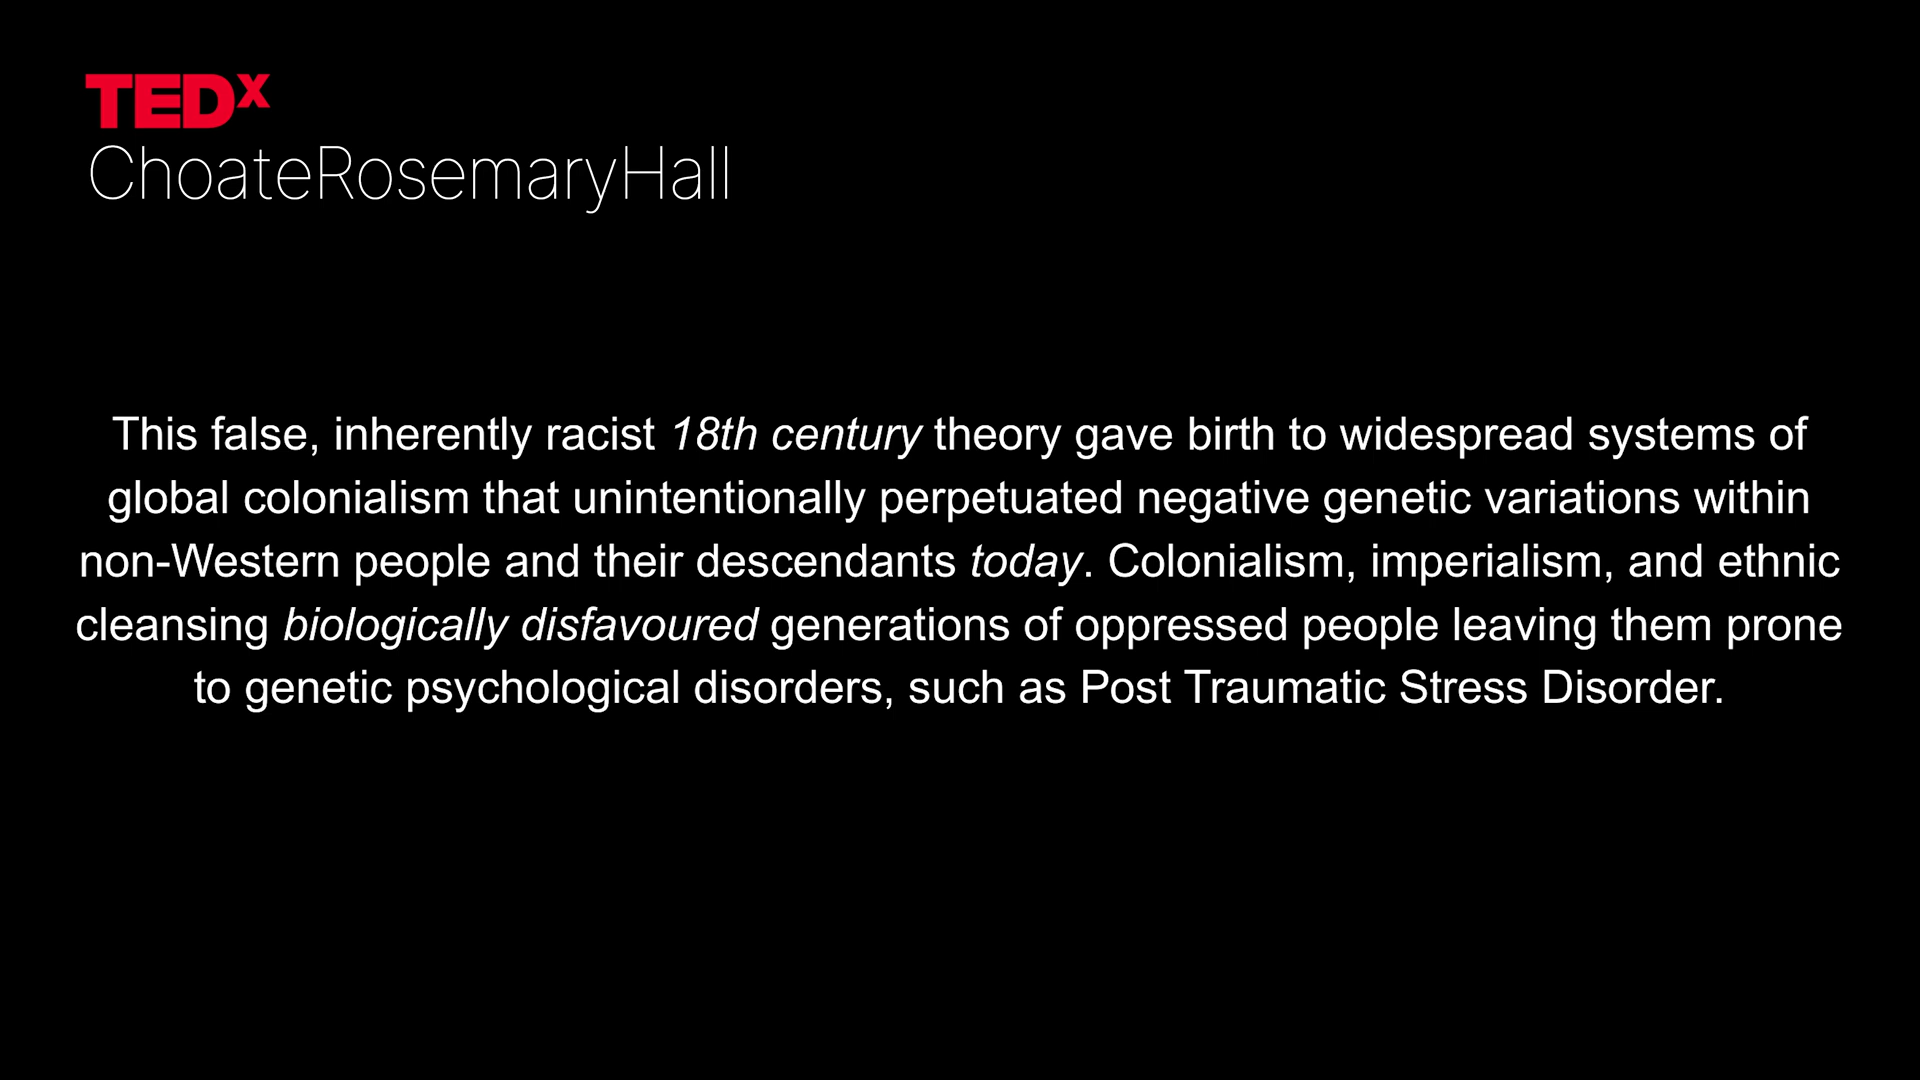 TEDx
ChoateRosemaryHall
This false, inherently racist 18th century theory gave birth to widespread systems of
global colonialism that unintentionally perpetuated negative genetic variations within
non-Western people and their descendants today. Colonialism, imperialism, and ethnic
cleansing biologically disfavoured generations of oppressed people leaving them prone
to genetic psychological disorders, such as Post Traumatic Stress Disorder.